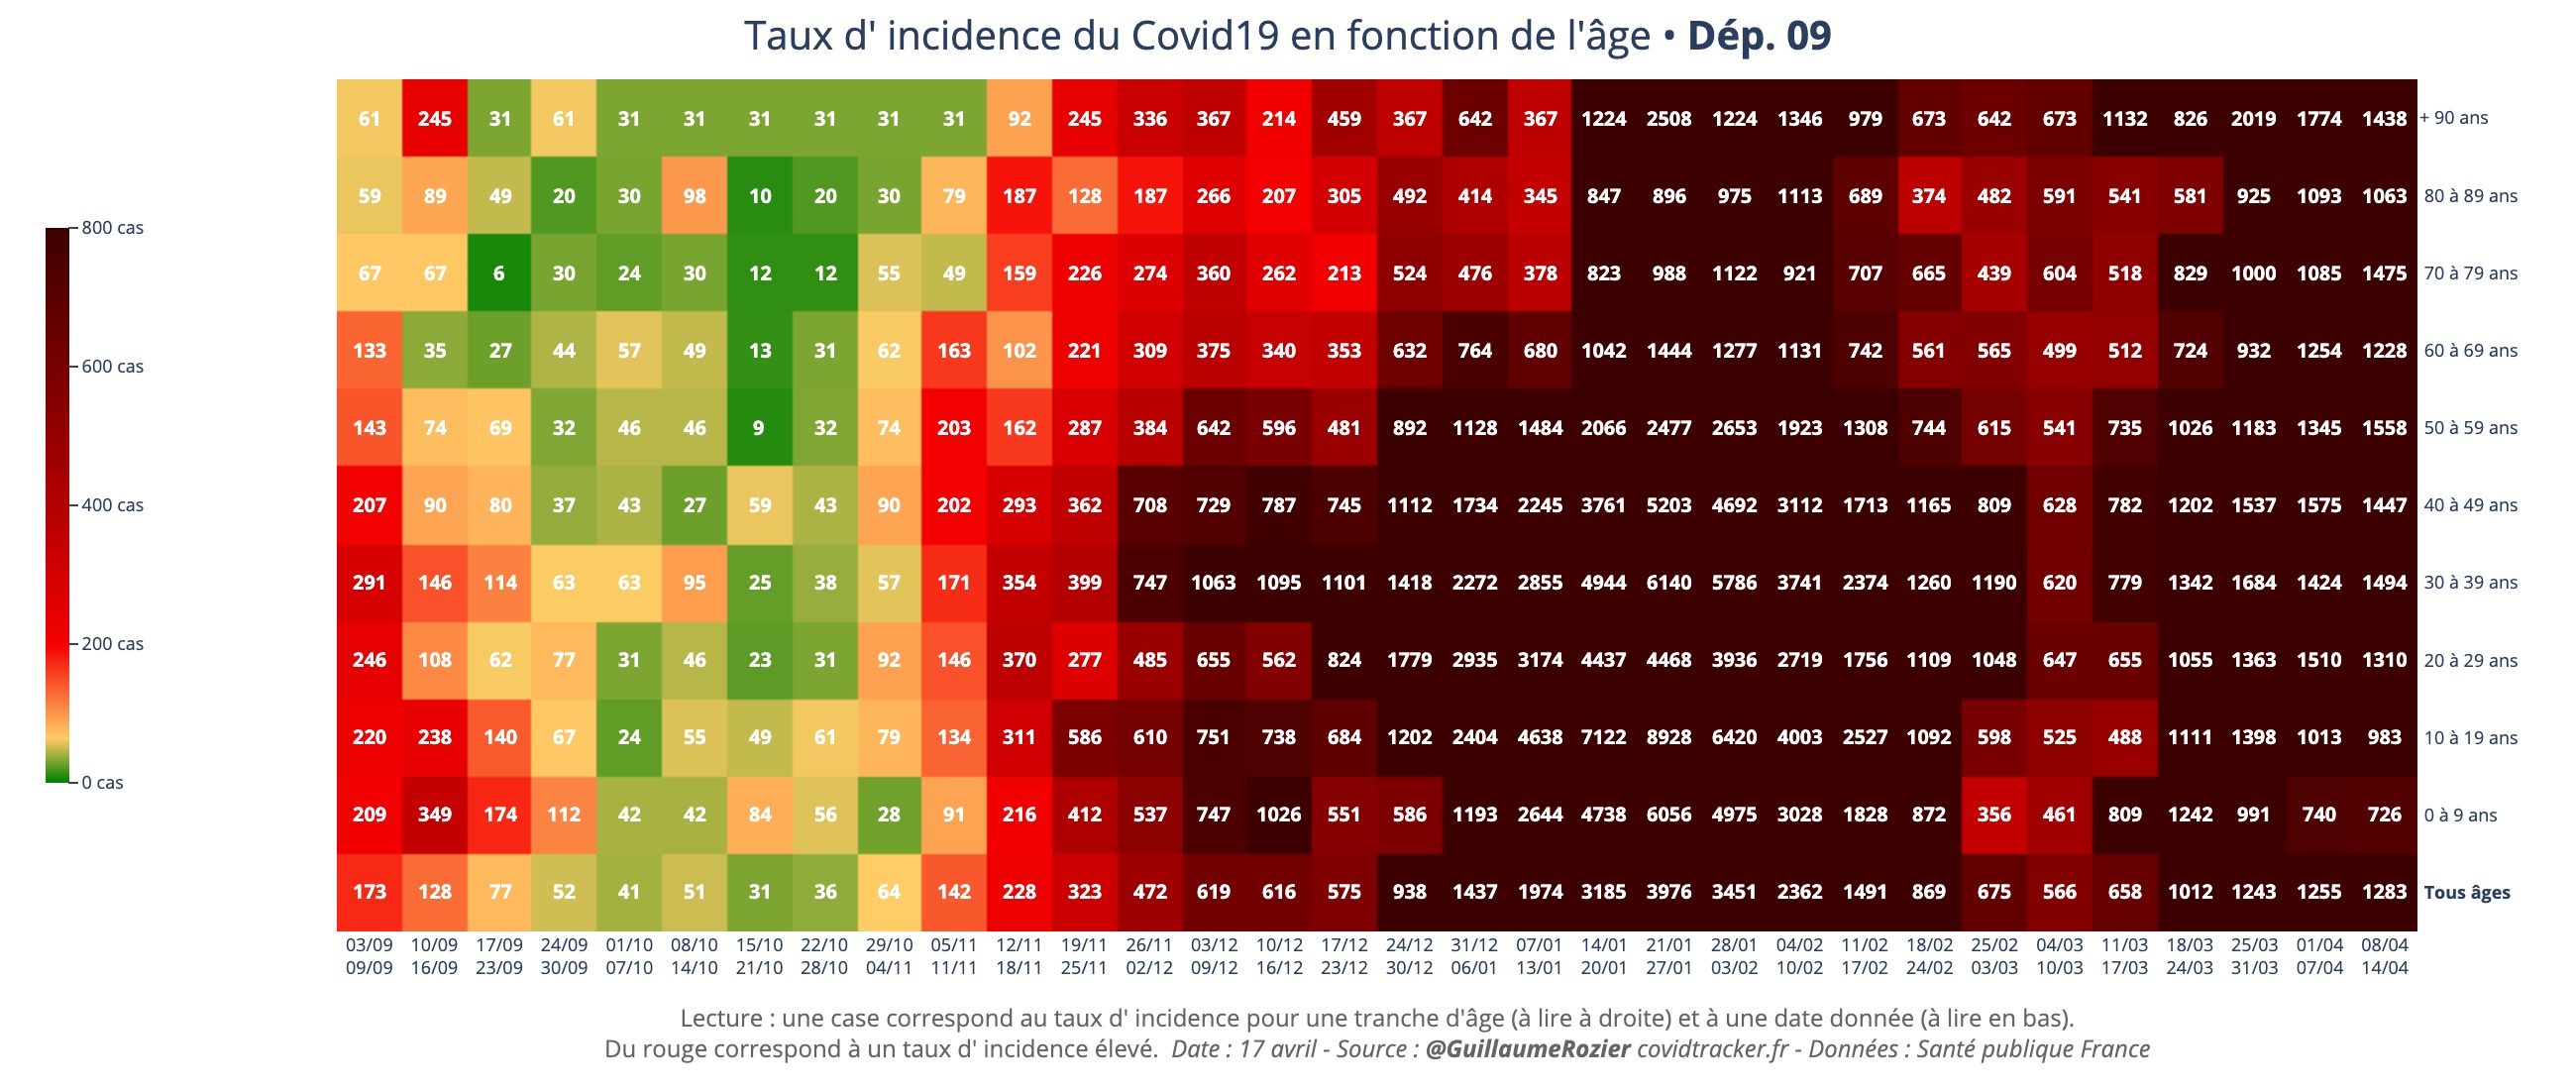 Taux d' incidence du Covid19 en fonction de l'âge • Dép. 09
61 245 31 61 31 31 31 31 31 31 92 245 336 367 214 459 367 642 367 1224 2508 1224 1346 979 673 642 673 1132 826 2019 1774 1438 + 90 ans
59 89 49 20 30 98 10 20 30 79 187 128 187 266 207 305 492 414 345 847 896 975 1113 689 374 482 591 541 581 925 1093 1063 80 à 89 ans
800 cas
67 67 6 30 24 30 12 12 55 49 159 226 274 360 262 213 524 476 378 823 988 1122 921 707 665 439 604 518 829 1000 1085 1475 70 à 79 ans
133 35 27 44 57 49 13 31 62 163 102 221 309 375 340 353 632 764 680 1042 1444 1277 1131 742 561 565 499 512 724 932 1254 1228 60 à 69 ans
600 cas
143 74 69 32 46 46 9 32 74 203 162 287 384 642 596 481 892 1128 1484 2066 2477 2653 1923 1308 744 615 541 735 1026 1183 1345 1558 50 à 59 ans
400 cas
207 90 80 37 43 27 59 43 90 202 293 362 708 729 787 745 1112 1734 2245 3761 5203 4692 3112 1713 1165 809 628 782 1202 1537 1575 1447 40 à 49 ans
291 146 114 63 63 95 25 38 57 171 354 399 747 1063 1095 1101 1418 2272 2855 4944 6140 5786 3741 2374 1260 1190 620 779 1342 1684 1424 1494 30 à 39 ans
200 cas
246 108 62 77 31 46 23 31 92 146 370 277 485 655 562 824 1779 2935 3174 4437 4468 3936 2719 1756 1109 1048 647 655 1055 1363 1510 1310 20 à 29 ans
220 238 140 67 24 55 49 61 79 134 311 586 610 751 738 684 1202 2404 4638 7122 8928 6420 4003 2527 1092 598 525 488 1111 1398 1013 983 10 à 19 ans
0 cas
209 349 174 112 42 42 84 56 28 91 216 412 537 747 1026 551 586 1193 2644 4738 6056 4975 3028 1828 872 356 461 809 1242 991 740 726 0 à 9 ans
173 128 77 52 41 51 31 36 64 142 228 323 472 619 616 575 938 1437 1974 3185 3976 3451 2362 1491 869 675 566 658 1012 1243 1255 1283 Tous âges
03/09 10/09 17/09 24/09 01/10 08/10 15/10 22/10 29/10 05/11 12/11 19/11 26/11 03/12 10/12 17/12 24/12 31/12 07/01 14/01 21/01 28/01 04/02 11/02 18/02 25/02 04/03 11/03 18/03 25/03 01/04 08/04
09/09 16/09 23/09 30/09 07/10 14/10 21/10 28/10 04/11 11/11 18/11 25/11 02/12 09/12 16/12 23/12 30/12 06/01 13/01 20/01 27/01 03/02 10/02 17/02 24/02 03/03 10/03 17/03 24/03 31/03 07/04 14/04
Lecture : une case correspond au taux d' incidence pour une tranche d'âge (à lire à droite) et à une date donnée (à lire en bas).
Du rouge correspond à un taux d' incidence élevé. Date : 17 avril - Source : @GuillaumeRozier covidtracker.fr - Données : Santé publique France